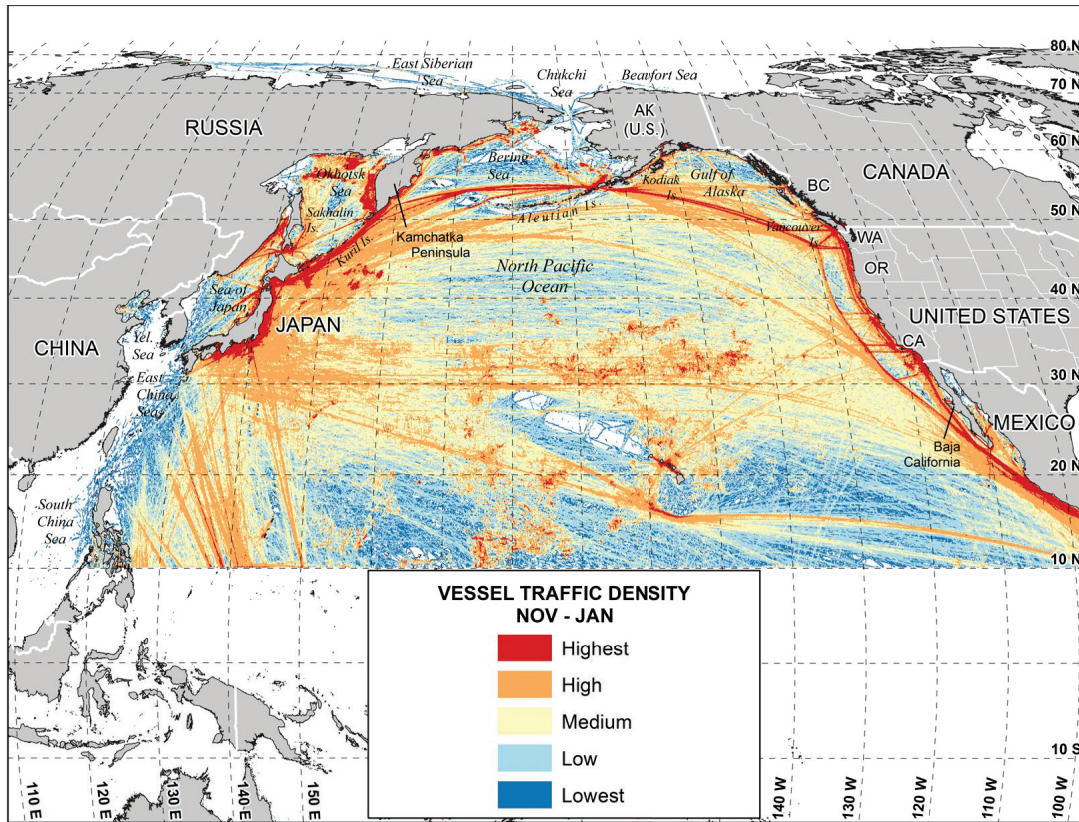 80 N
East Siberian
Sea
Chukchi
Sea
Beavfort Sea
70 N
AK
(U.S.)
RUSSIA
60 N
Bering
Sea
Okhotsk
Sea
Kodiak
Is.
Gulf of
Alaska
CANADA
BC
Sakhalin
Is.
50 N
Aleutian Is.
Kuril Is.
Kamchatka
Peninsula
Vancouver
Is.
WA
North Pacific
Ocean
OR
Sea of
Japan
40 N
JAPAN
UNITED STATES
CHINA
Yel.
Sea
CA
East
China
Sea
30 N
MEXICO
Baja
California
20 N
South
China
Sea
10 N
VESSEL TRAFFIC DENSITY
NOV - JAN
Highest
High
Medium
Low
Lowest
10 S
110 E
120 E
130 E
140 E
150 E
140 W
130 W
120 W
110 W
100 W